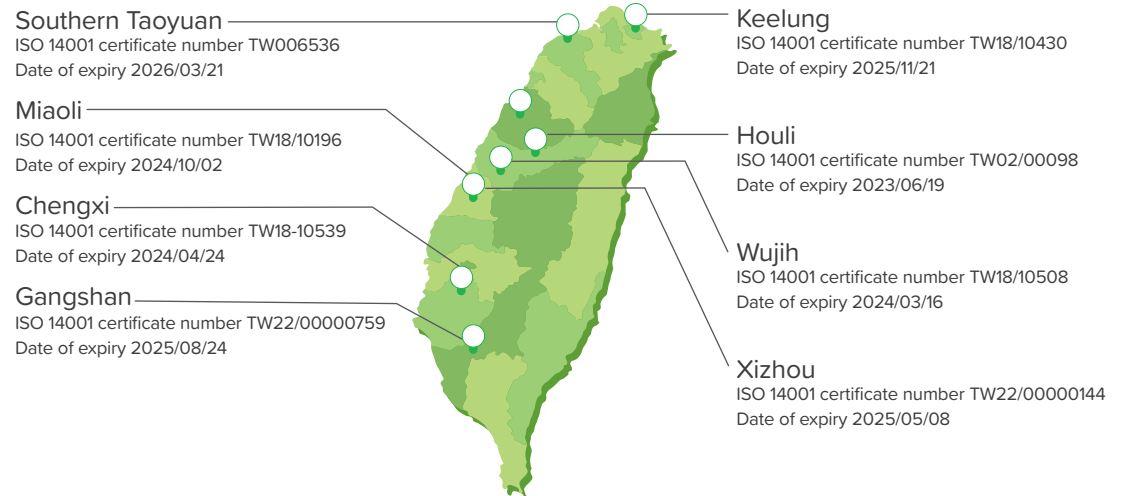 Southern Taoyuan
ISO 14001 certificate number TW006536
Date of expiry 2026/03/21
Miaoli
ISO 14001 certificate number TW18/10196
Date of expiry 2024/10/02
Chengxi
ISO 14001 certificate number TW18-10539
Date of expiry 2024/04/24
Gangshan
ISO 14001 certificate number TW22/00000759
Date of expiry 2025/08/24
Keelung
ISO 14001 certificate number TW18/10430
Date of expiry 2025/11/21
Houli
ISO 14001 certificate number TW02/00098
Date of expiry 2023/06/19
Wujih
ISO 14001 certificate number TW18/10508
Date of expiry 2024/03/16
Xizhou
ISO 14001 certificate number TW22/00000144
Date of expiry 2025/05/08